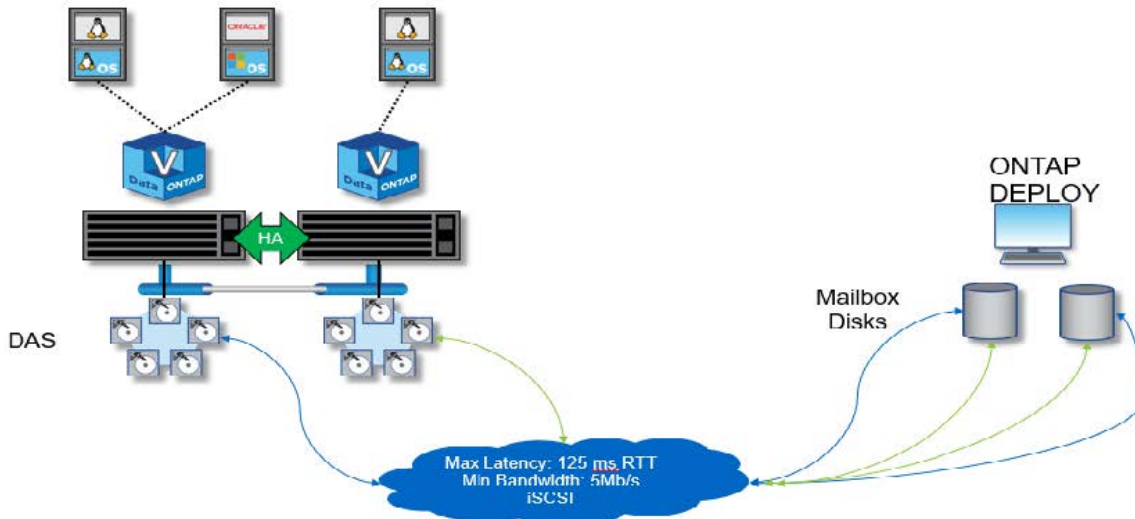 ORACLE
OS
OS
OS
V
Data ONTAP
V
Data ONTAP
HA
DAS
ONTAP
DEPLOY
Mailbox
Disks
Max Latency: 125 ms RTT
Min Bandwidth: 5Mb/s
iSCSI